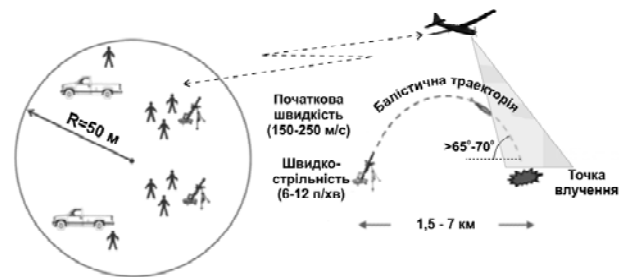 R=50 м
Початкова
швидкість
(150-250 м/с)
Швидко-
стрільність
(6-12 п/хв)
Балістична траекторія
>65°-70°
Точка
влучення
1,5 - 7 км